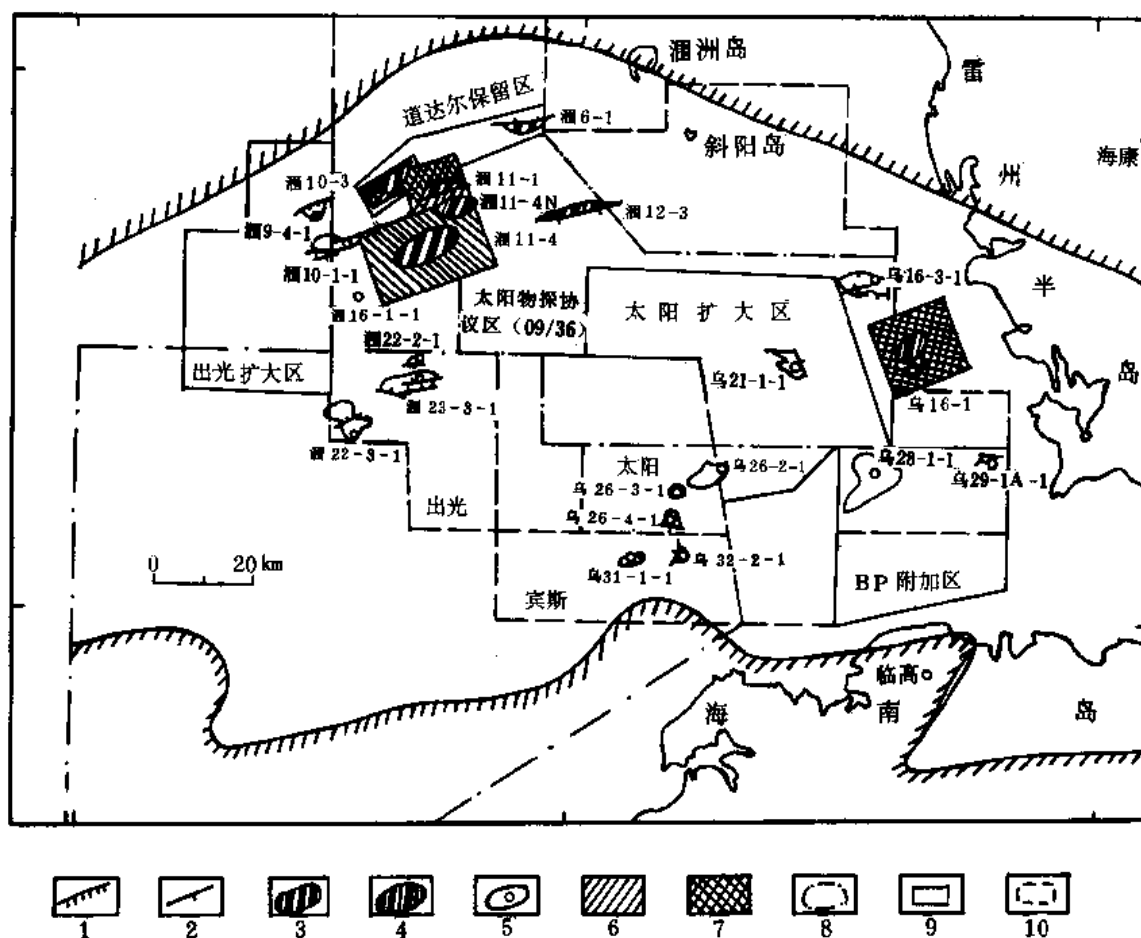 涠洲岛
雷
道达尔保留区
涠6-1
斜阳岛
海康
州
涠10-3
涠11-1
涠11-4N
涠12-3
涠9-4-1
涠11-4
涠10-1-1
乌16-3-1
半
涠16-1-1
太阳物探协
议区(09/36)
太阳扩大区
涠22-2-1
出光扩大区
乌21-1-1
岛
涠23-3-1
乌16-1
涠22-3-1
太阳
乌26-2-1
乌28-1-1
乌29-1A-1
乌26-3-1
出光
乌26-4-1
0 20km
乌31-1-1
乌32-2-1
宾斯
BP附加区
临高
海
南
岛
1 2 3 4 5 6 7 8 9 10